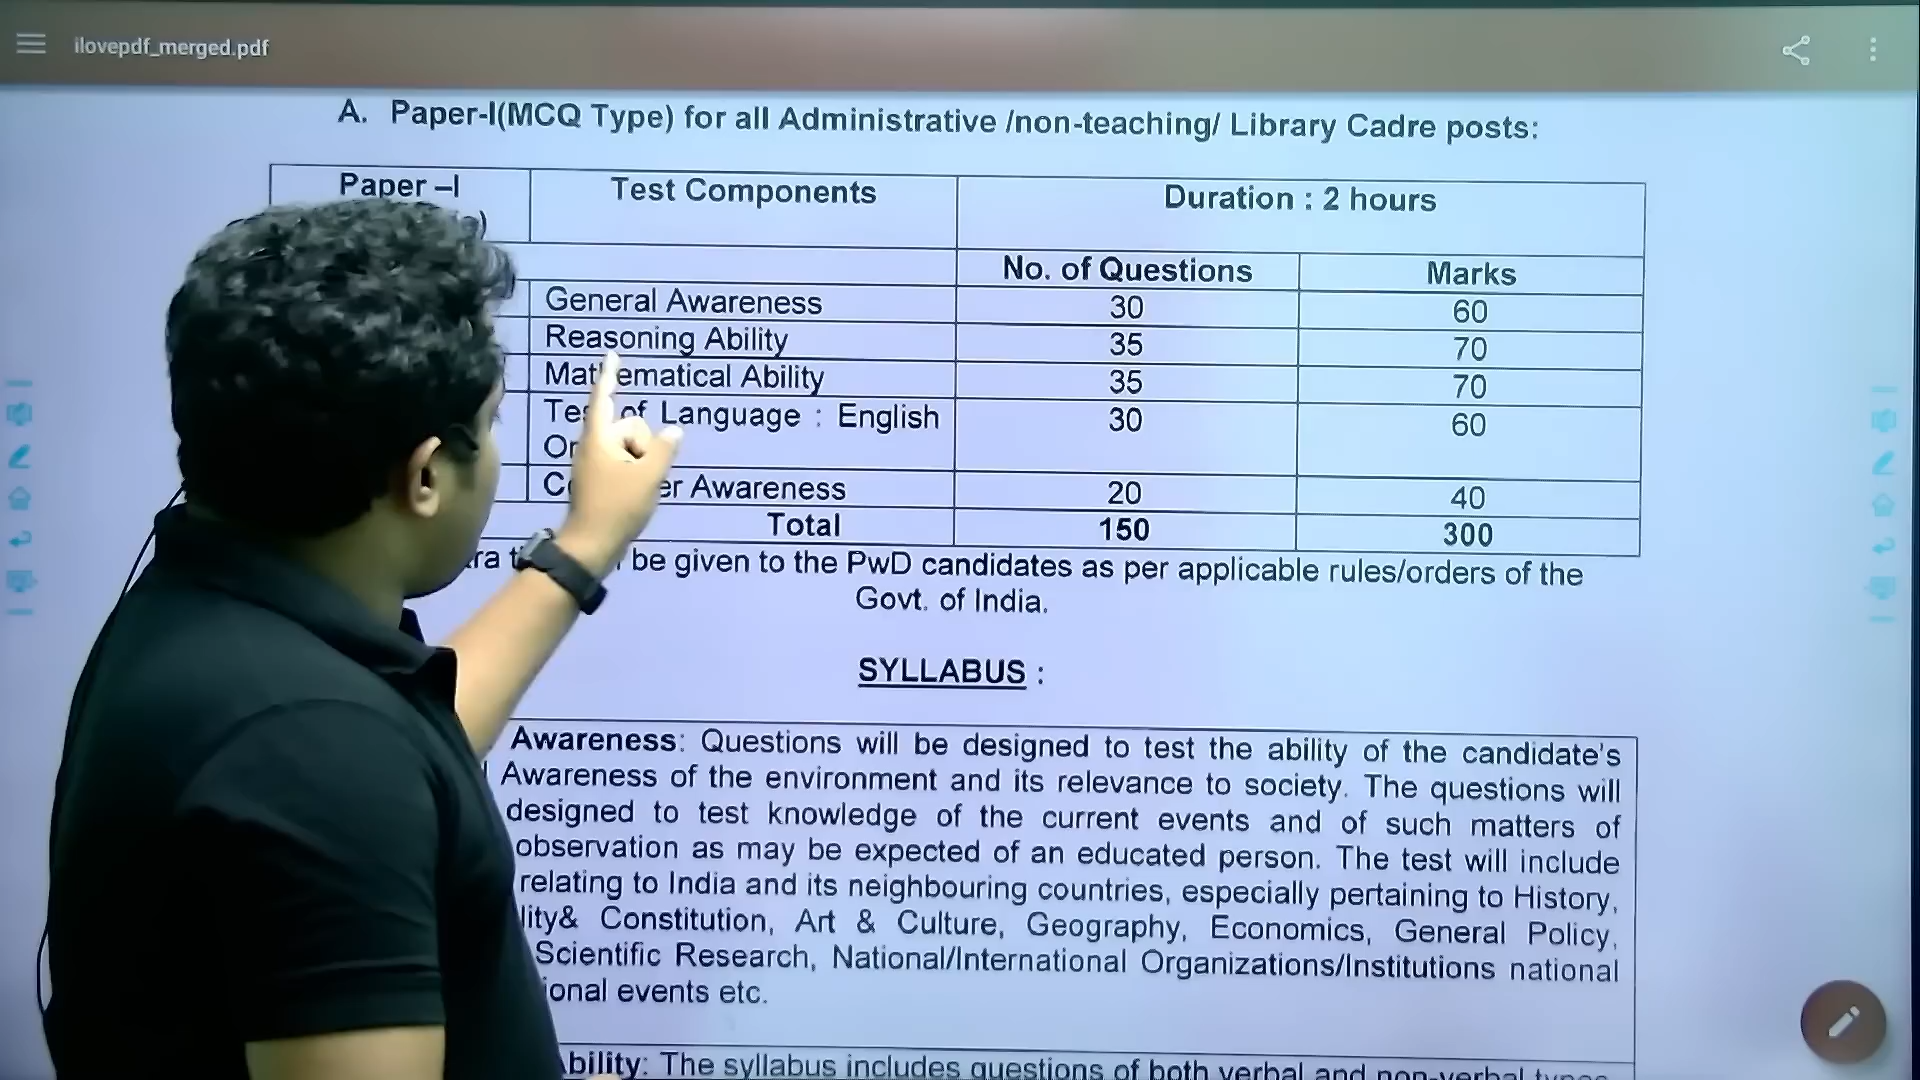 ilovepdf_merged.pdf
A. Paper-I(MCQ Type) for all Administrative /non-teaching/ Library Cadre posts:
Paper –I Test Components Duration : 2 hours
No. of Questions Marks
General Awareness 30 60
Reasoning Ability 35 70
Mathematical Ability 35 70
of Language : English 30 60
Awareness 20 40
Total 150 300
be given to the PwD candidates as per applicable rules/orders of the
Govt. of India.
SYLLABUS :
Awareness: Questions will be designed to test the ability of the candidate's
Awareness of the environment and its relevance to society. The questions will
designed to test knowledge of the current events and of such matters of
observation as may be expected of an educated person. The test will include
relating to India and its neighbouring countries, especially pertaining to History,
& Constitution, Art & Culture, Geography, Economics, General Policy,
Scientific Research, National/International Organizations/Institutions national
events etc.
The syllabus includes questions of both verbal and non-verbal types.